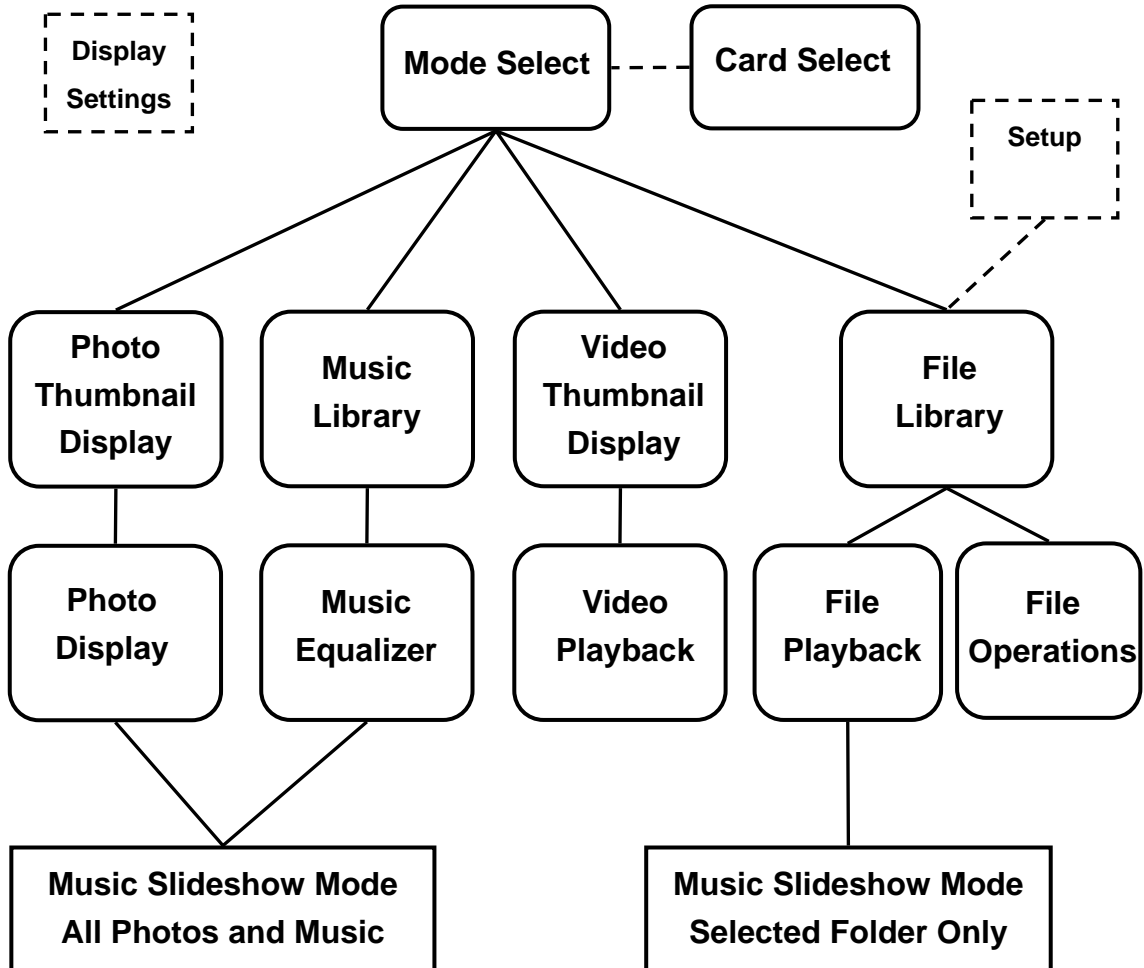 Display
Settings
Mode Select
Card Select
Setup
Photo
Thumbnail
Display
Music
Library
Video
Thumbnail
Display
File
Library
Photo
Display
Music
Equalizer
Video
Playback
File
Playback
File
Operations
Music Slideshow Mode
All Photos and Music
Music Slideshow Mode
Selected Folder Only